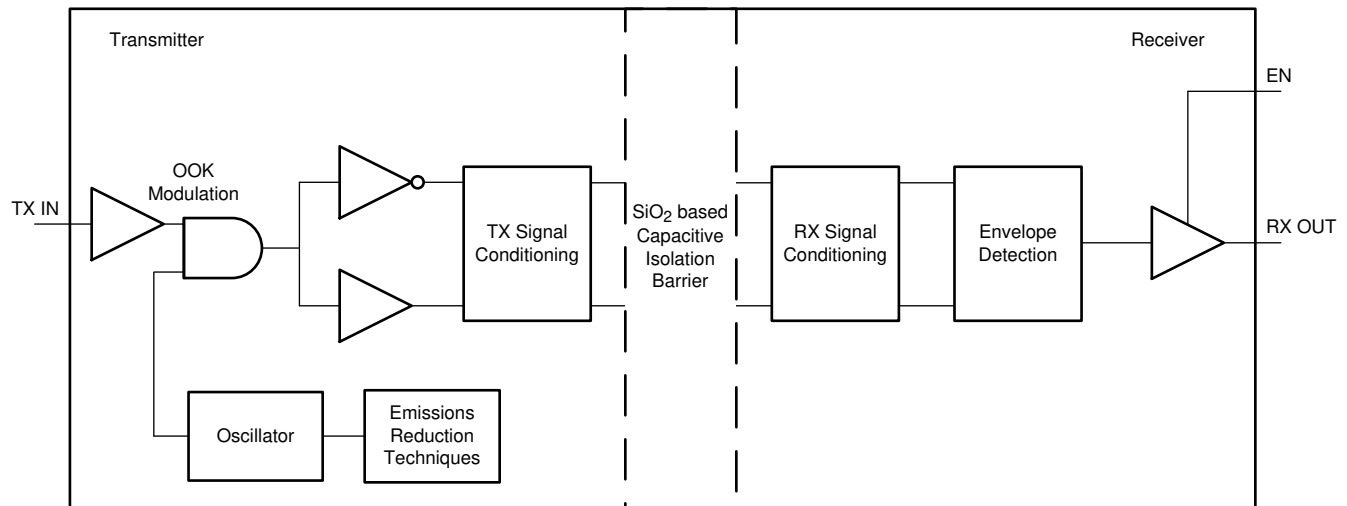 Transmitter
Receiver
EN
OOK
Modulation
TX IN
TX Signal
Conditioning
SiO2 based
Capacitive
Isolation
Barrier
RX Signal
Conditioning
Envelope
Detection
RX OUT
Oscillator
Emissions
Reduction
Techniques